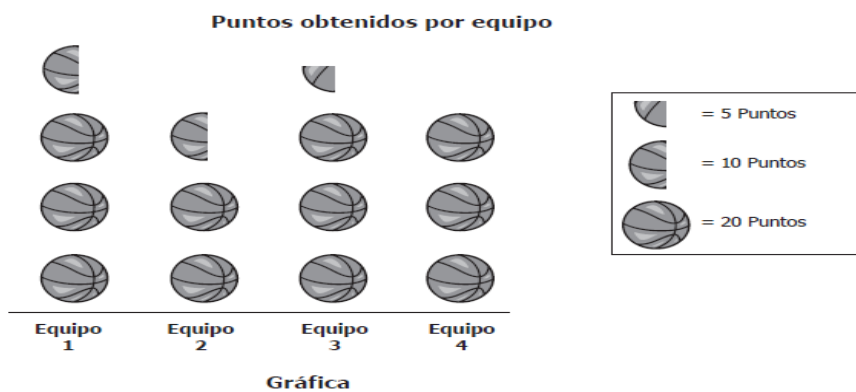 Puntos obtenidos por equipo
= 5 Puntos
= 10 Puntos
= 20 Puntos
Equipo 1
Equipo 2
Equipo 3
Equipo 4
Gráfica